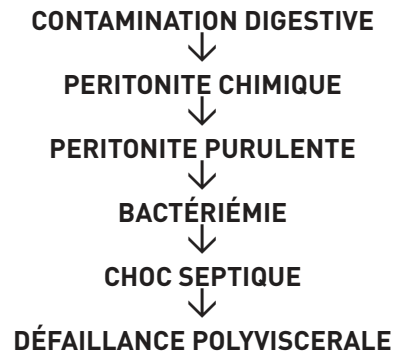 CONTAMINATION DIGESTIVE
↓
PERITONITE CHIMIQUE
↓
PERITONITE PURULENTE
↓
BACTÉRIÉMIE
↓
CHOC SEPTIQUE
↓
DÉFAILLANCE POLYVISCERALE